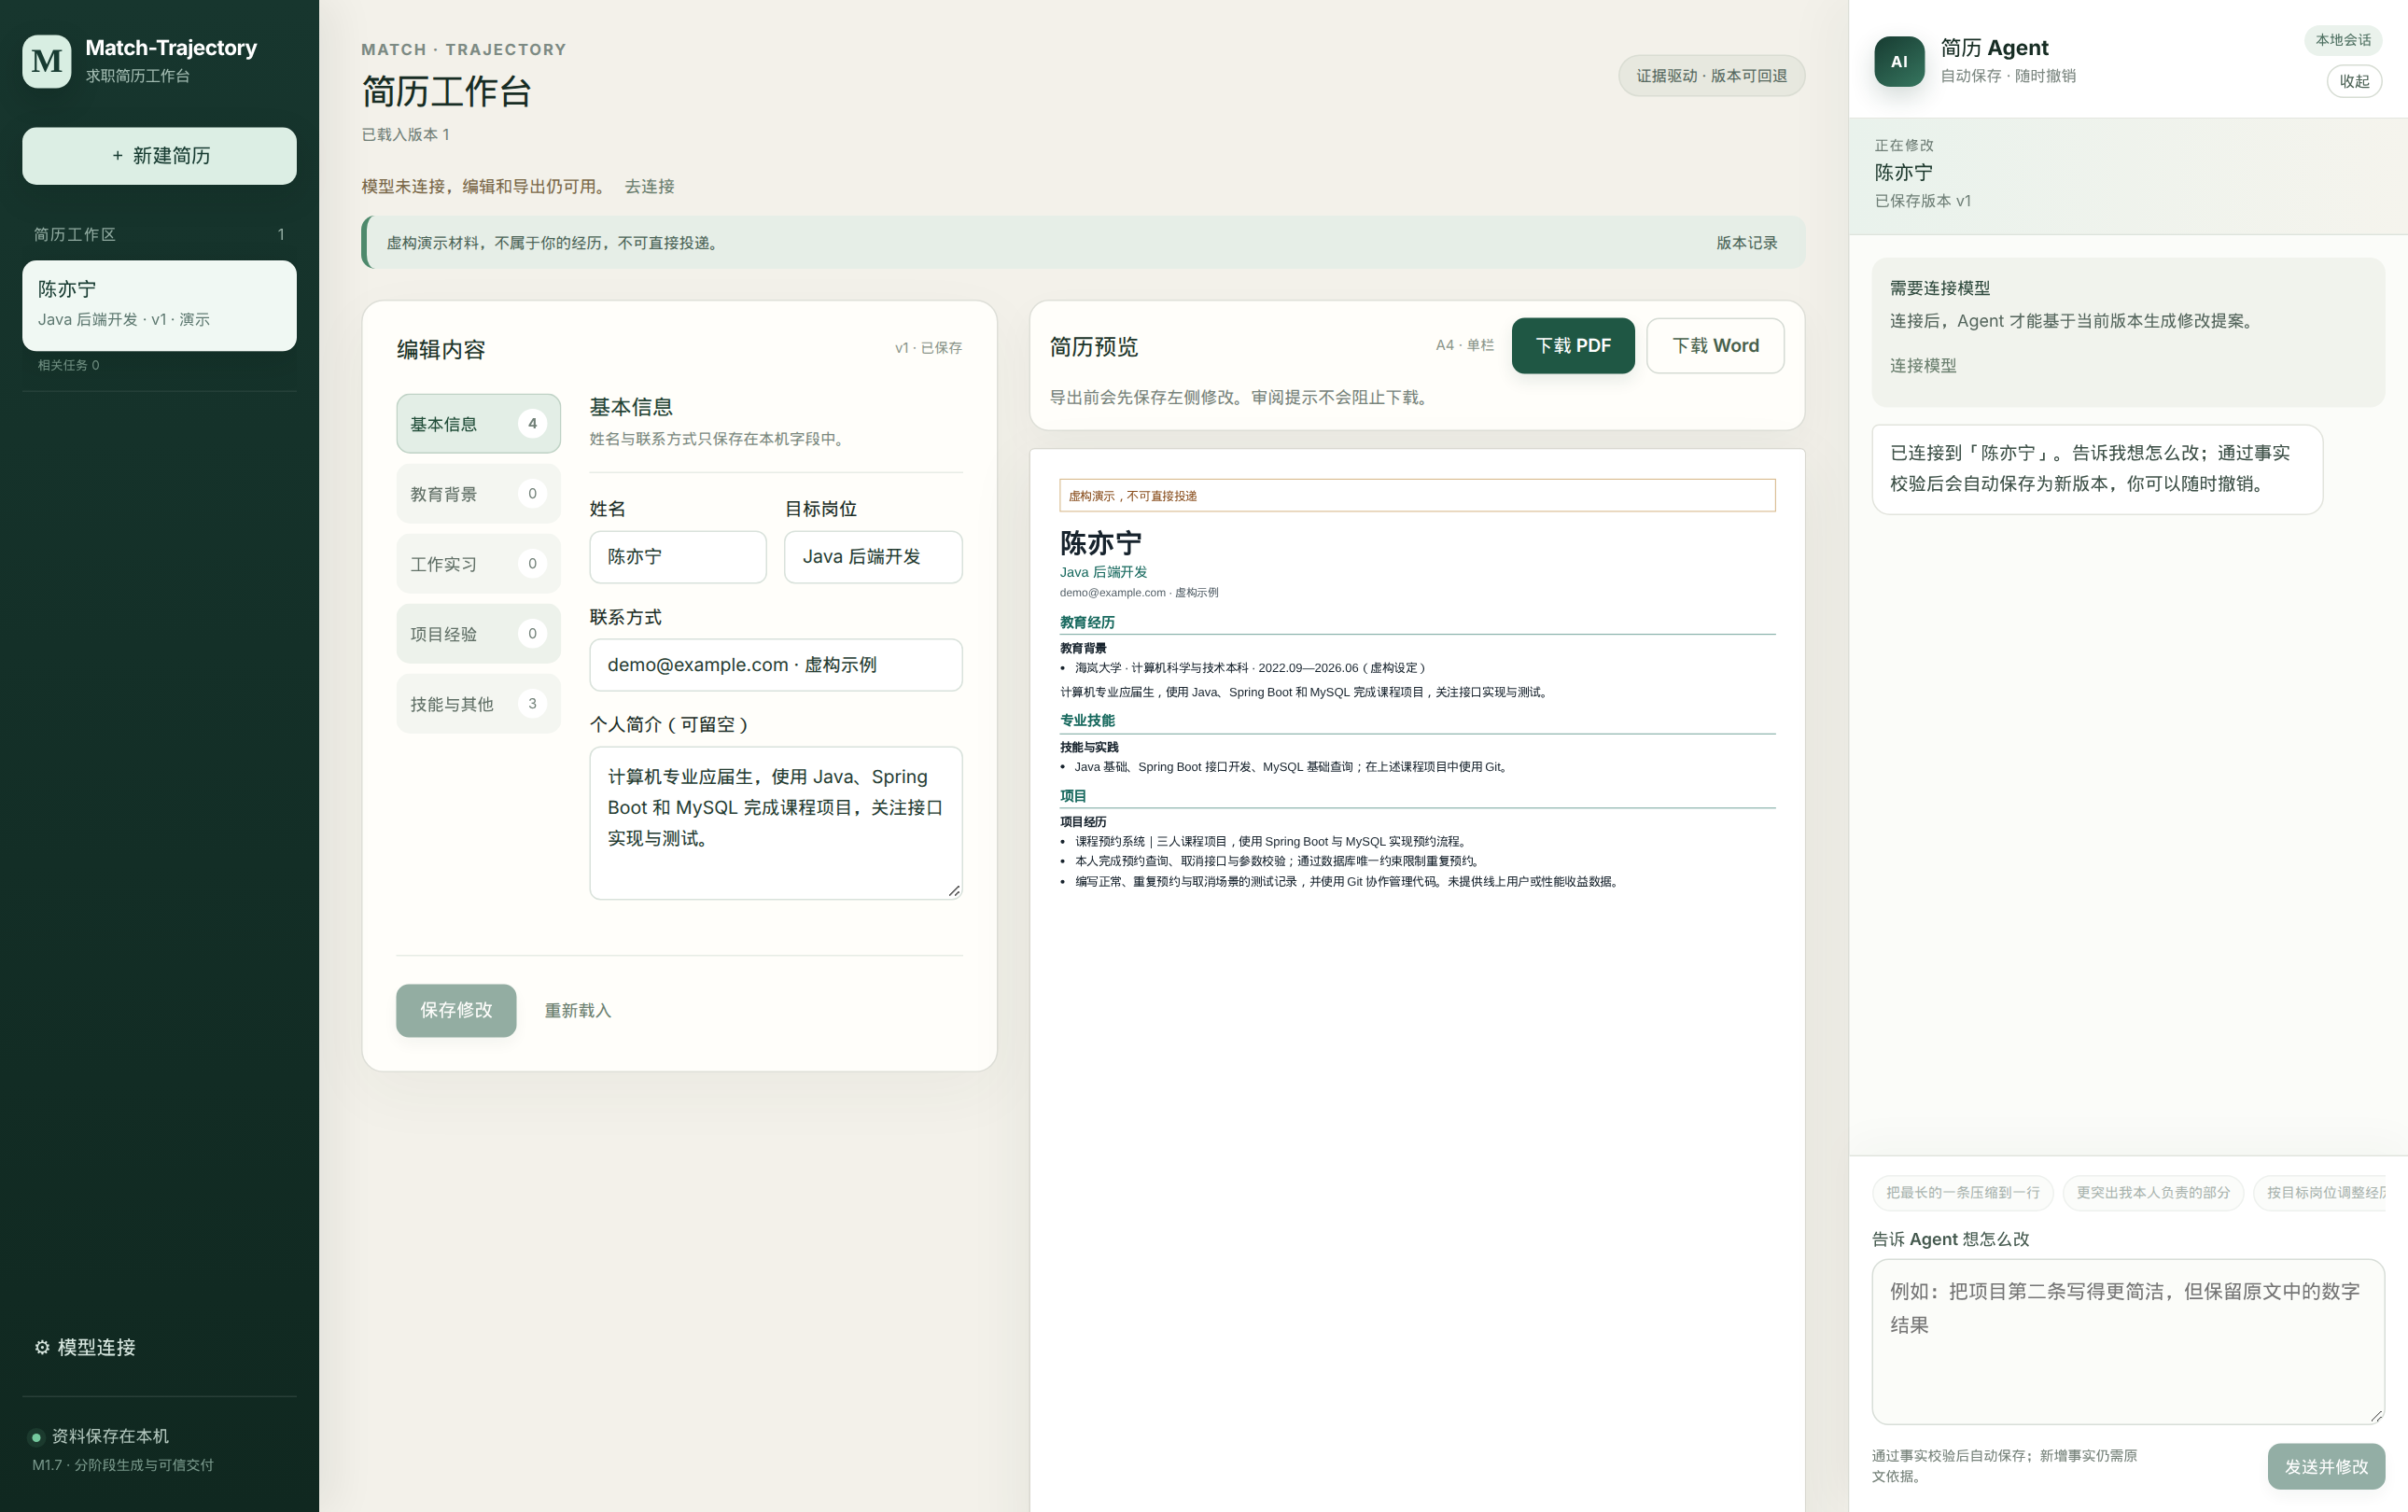 M
Match-Trajectory
求职简历工作台
+ 新建简历
简历工作区 1
陈亦宁
Java 后端开发 · v1 · 演示
相关任务 0
⚙ 模型连接
资料保存在本机
M1.7 · 分阶段生成与可信交付
MATCH · TRAJECTORY
简历工作台
已载入版本 1
证据驱动 · 版本可回退
模型未连接，编辑和导出仍可用。 去连接
虚构演示材料，不属于你的经历，不可直接投递。 版本记录
编辑内容 v1 · 已保存
基本信息 4
教育背景 0
工作实习 0
项目经验 0
技能与其他 3
基本信息
姓名与联系方式只保存在本机字段中。
姓名 目标岗位
陈亦宁 Java 后端开发
联系方式
demo@example.com · 虚构示例
个人简介（可留空）
计算机专业应届生，使用 Java、Spring
Boot 和 MySQL 完成课程项目，关注接口
实现与测试。
保存修改 重新载入
简历预览 A4 · 单栏 下载 PDF 下载 Word
导出前会先保存左侧修改。审阅提示不会阻止下载。
虚构演示，不可直接投递
陈亦宁
Java 后端开发
demo@example.com · 虚构示例
教育经历
教育背景
• 海岚大学 · 计算机科学与技术本科 · 2022.09—2026.06（虚构设定）
计算机专业应届生，使用 Java、Spring Boot 和 MySQL 完成课程项目，关注接口实现与测试。
专业技能
技能与实践
• Java 基础、Spring Boot 接口开发、MySQL 基础查询；在上述课程项目中使用 Git。
项目
项目经历
• 课程预约系统｜三人课程项目，使用 Spring Boot 与 MySQL 实现预约流程。
• 本人完成预约查询、取消接口与参数校验；通过数据库唯一约束限制重复预约。
• 编写正常、重复预约与取消场景的测试记录，并使用 Git 协作管理代码。未提供线上用户或性能收益数据。
AI
简历 Agent
自动保存 · 随时撤销
本地会话
收起
正在修改
陈亦宁
已保存版本 v1
需要连接模型
连接后，Agent 才能基于当前版本生成修改提案。
连接模型
已连接到「陈亦宁」。告诉我想怎么改；通过事实
校验后会自动保存为新版本，你可以随时撤销。
把最长的一条压缩到一行 更突出我本人负责的部分 按目标岗位调整经历
告诉 Agent 想怎么改
例如：把项目第二条写得更简洁，但保留原文中的数字
结果
通过事实校验后自动保存；新增事实仍需原
文依据。
发送并修改